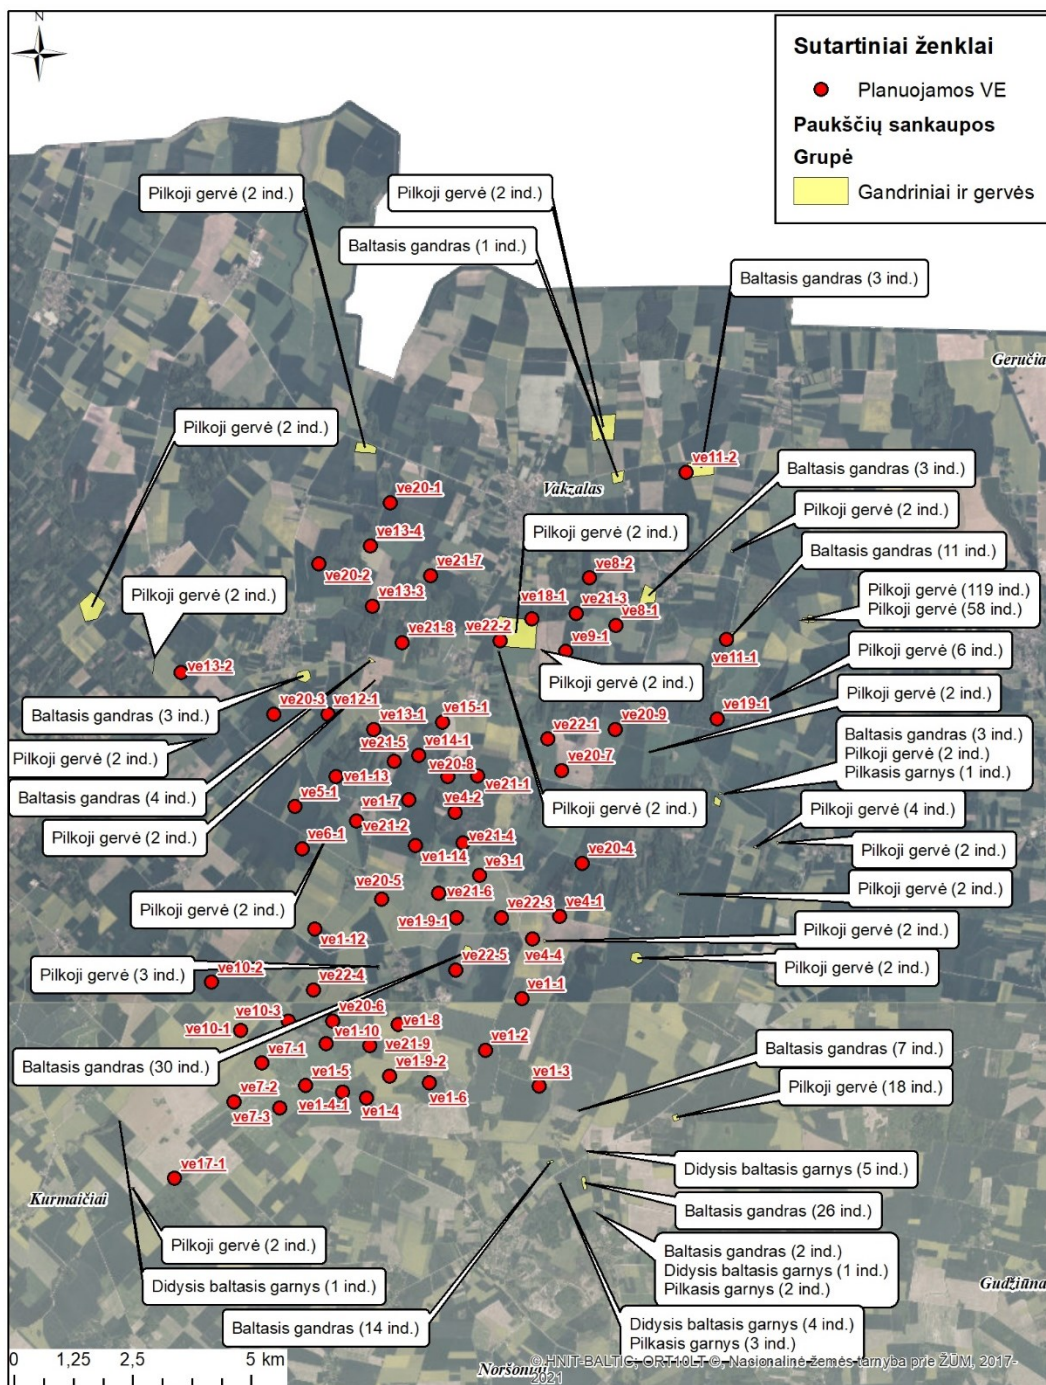 N
Sutartiniai ženklai
Planuojamos VE
Paukščių sankaupos
Grupė
Gandriniai ir gervės
Pilkoji gervė (2 ind.)
Pilkoji gervė (2 ind.)
Baltasis gandras (1 ind.)
Baltasis gandras (3 ind.)
Geručia
Pilkoji gervė (2 ind.)
ve11-2
Baltasis gandras (3 ind.)
Vakzalas
ve20-1
Pilkoji gervė (2 ind.)
Pilkoji gervė (2 ind.)
ve13-4
Baltasis gandras (11 ind.)
ve21-7
ve8-2
ve20-2
Pilkoji gervė (2 ind.)
Pilkoji gervė (119 ind.)
Pilkoji gervė (58 ind.)
ve13-3
ve18-1
ve21-3
ve8-1
ve21-8
ve22-2
ve9-1
ve11-1
Pilkoji gervė (6 ind.)
ve13-2
Pilkoji gervė (2 ind.)
Pilkoji gervė (2 ind.)
Baltasis gandras (3 ind.)
ve20-3
ve12-1
ve13-1
ve15-1
ve22-1
ve20-9
ve19-1
Baltasis gandras (3 ind.)
Pilkoji gervė (2 ind.)
Pilkasis garnys (1 ind.)
Pilkoji gervė (2 ind.)
ve21-5
ve14-1
ve20-8
ve21-1
ve20-7
ve1-13
Baltasis gandras (4 ind.)
ve5-1
ve1-7
ve4-2
Pilkoji gervė (2 ind.)
Pilkoji gervė (4 ind.)
Pilkoji gervė (2 ind.)
ve6-1
ve21-2
ve21-4
ve1-14
ve3-1
ve20-4
Pilkoji gervė (2 ind.)
ve20-5
ve21-6
Pilkoji gervė (2 ind.)
Pilkoji gervė (2 ind.)
ve1-9-1
ve22-3
ve4-1
ve1-12
ve4-4
Pilkoji gervė (2 ind.)
Pilkoji gervė (3 ind.)
ve10-2
ve22-4
ve22-5
Pilkoji gervė (2 ind.)
ve1-1
ve10-3
ve20-6
ve1-8
ve10-1
ve1-10
ve21-9
ve1-2
ve7-1
Baltasis gandras (30 ind.)
ve1-5
ve1-9-2
ve1-3
Baltasis gandras (7 ind.)
ve7-2
ve7-3
ve1-4-1
ve1-4
ve1-6
Pilkoji gervė (18 ind.)
ve17-1
Didysis baltasis garnys (5 ind.)
Kurmaičiai
Baltasis gandras (26 ind.)
Pilkoji gervė (2 ind.)
Baltasis gandras (2 ind.)
Didysis baltasis garnys (1 ind.)
Pilkasis garnys (2 ind.)
Didysis baltasis garnys (1 ind.)
Gudžiūna
Baltasis gandras (14 ind.)
Didysis baltasis garnys (4 ind.)
Pilkasis garnys (3 ind.)
0 1,25 2,5 5 km
©HNIT-BALTIC; ORT10LT ©, Nacionalinė žemės tarnyba prie ŽŪM, 2017-
2021